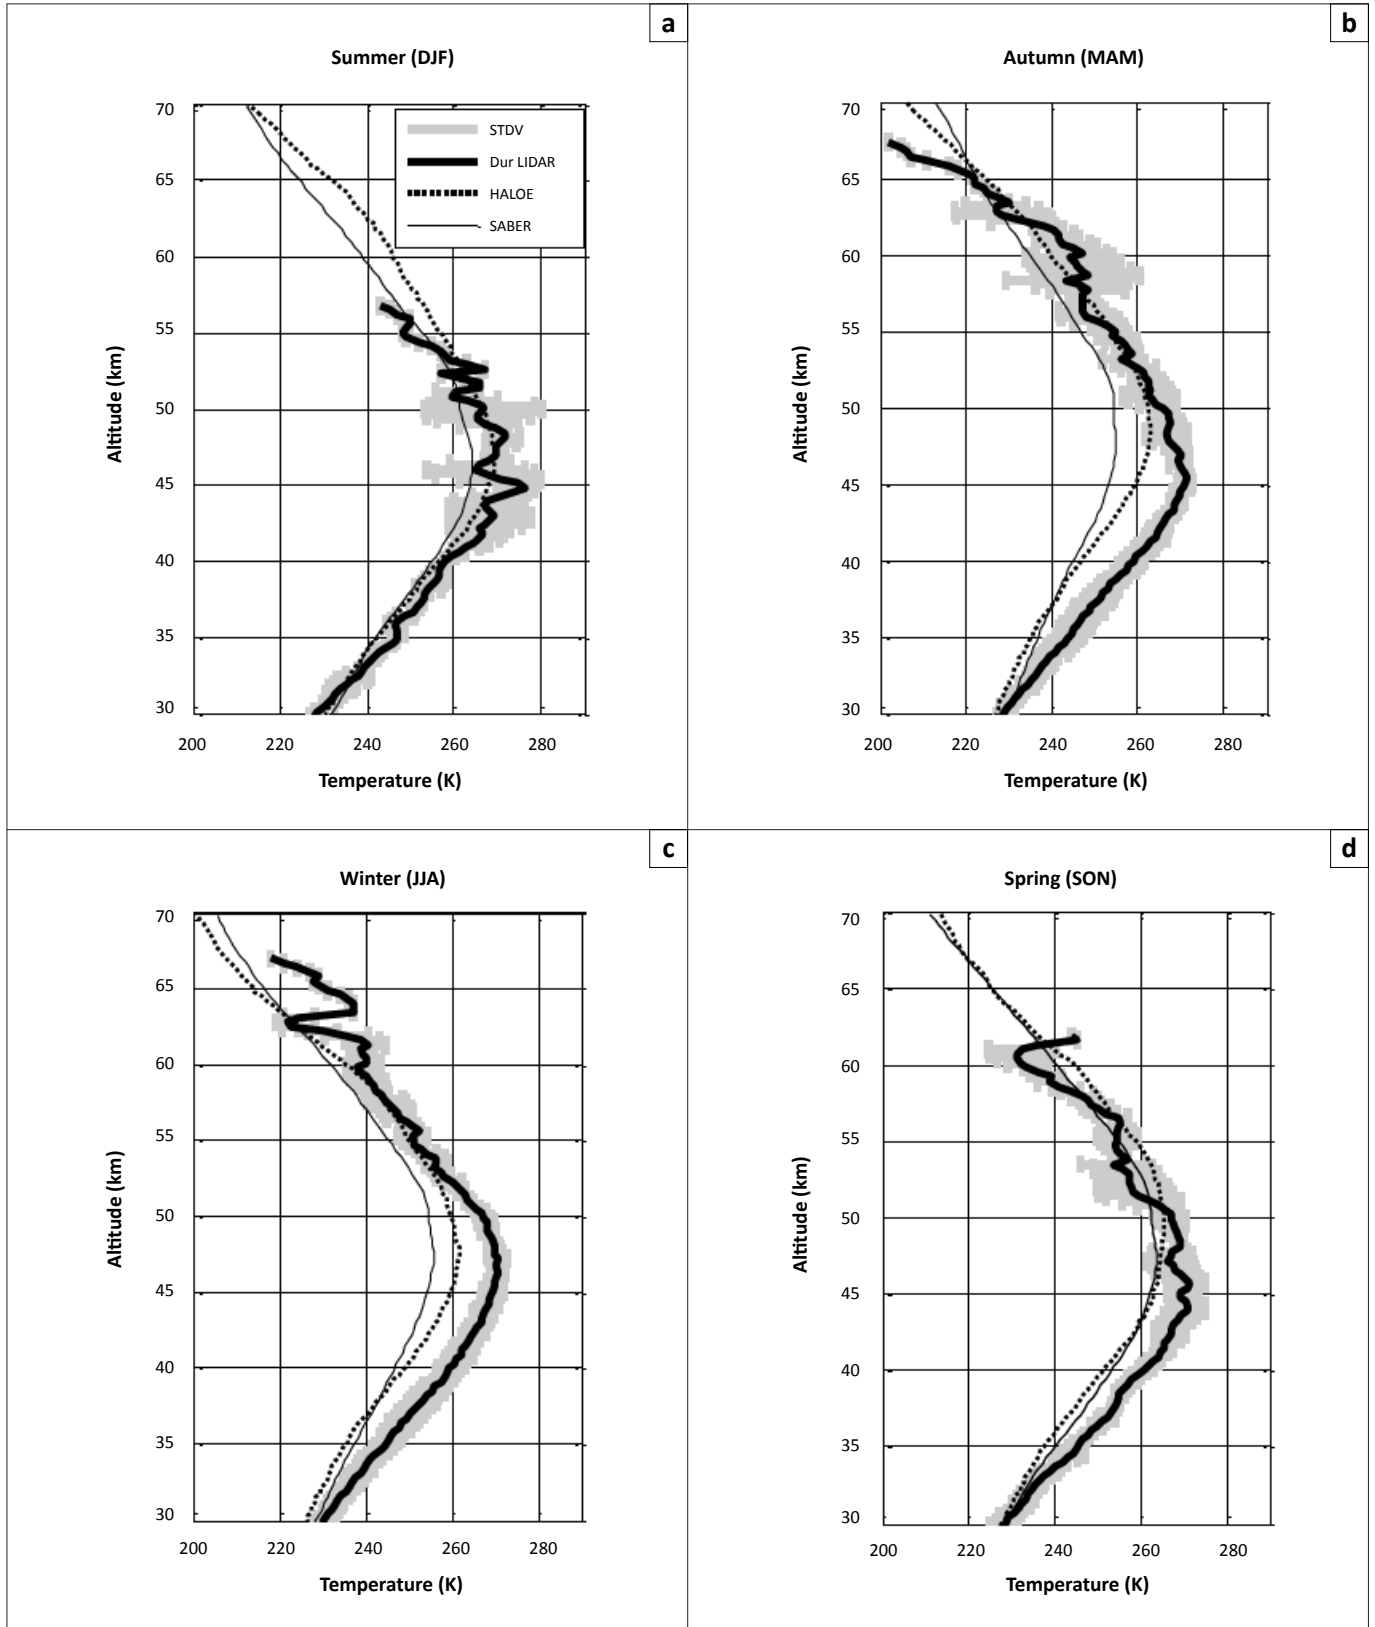 a
Summer (DJF)
70
65
60
55
50
45
40
35
30
200 220 240 260 280
Altitude (km)
Temperature (K)
STDV
Dur LIDAR
HALOE
SABER
b
Autumn (MAM)
70
65
60
55
50
45
40
35
30
200 220 240 260 280
Altitude (km)
Temperature (K)
c
Winter (JJA)
70
65
60
55
50
45
40
35
30
200 220 240 260 280
Altitude (km)
Temperature (K)
d
Spring (SON)
70
65
60
55
50
45
40
35
30
200 220 240 260 280
Altitude (km)
Temperature (K)